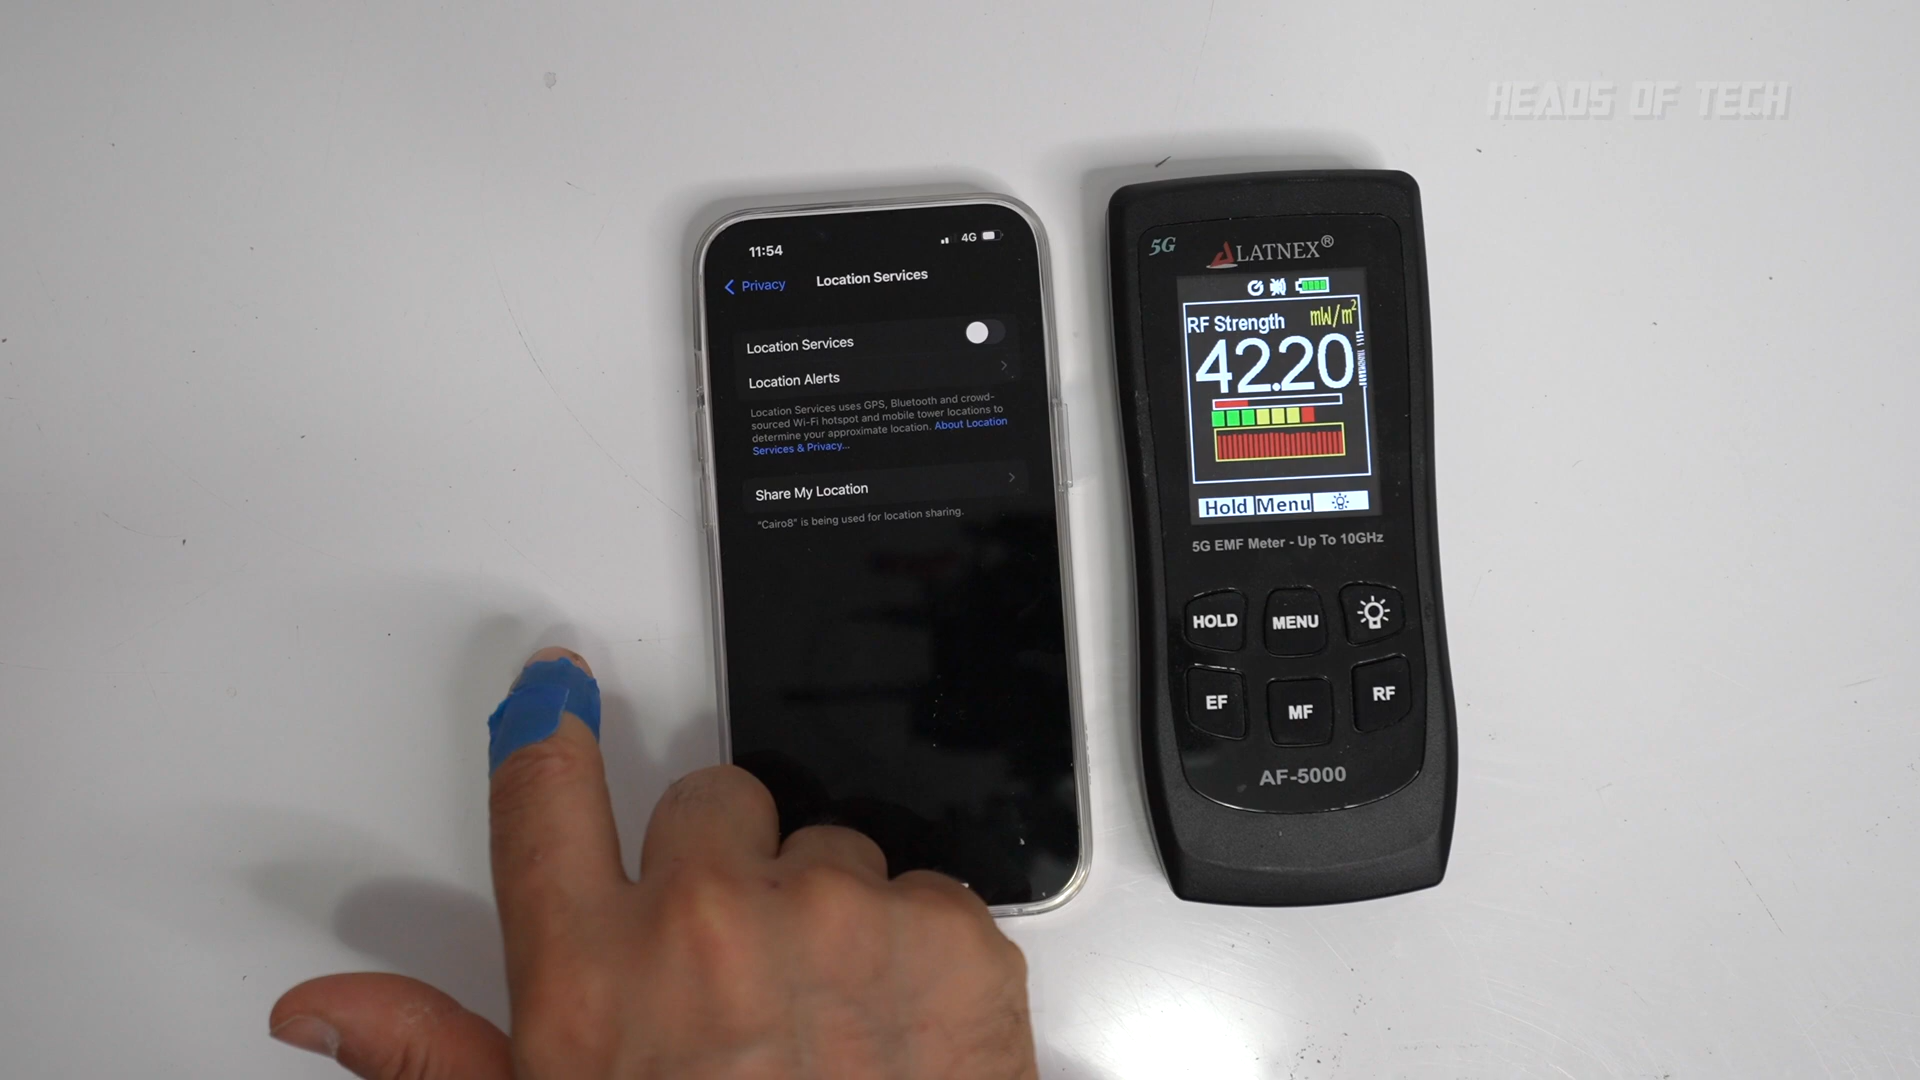 HEADS OF TECH
11:54
4G
Privacy
Location Services
Location Services
Location Alerts
Location Services uses GPS, Bluetooth and crowd-
sourced Wi-Fi hotspot and mobile tower locations to
determine your approximate location. About Location
Services & Privacy...
Share My Location
"Cairo8" is being used for location sharing.
5G
LATNEX®
RF Strength
mW/m²
42.20
Hold Menu
5G EMF Meter - Up To 10GHz
HOLD
MENU
EF
MF
RF
AF-5000